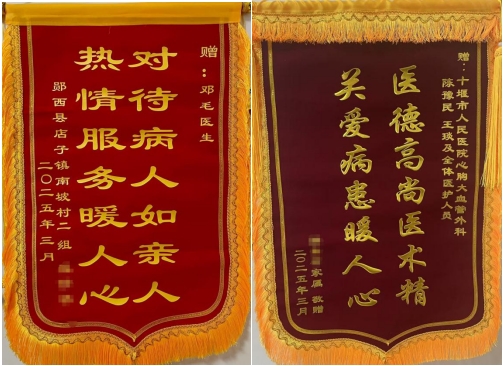 赠：邓毛医生
对待病人如亲人
热情服务暖人心
郧西县店子镇南坡村二组
二〇二五年三月
赠：十堰市人民医院心胸大血管外科
陈豫民 王琰及全体医护人员
医德高尚医术精
关爱病患暖人心
家属 敬赠
二〇二五年三月